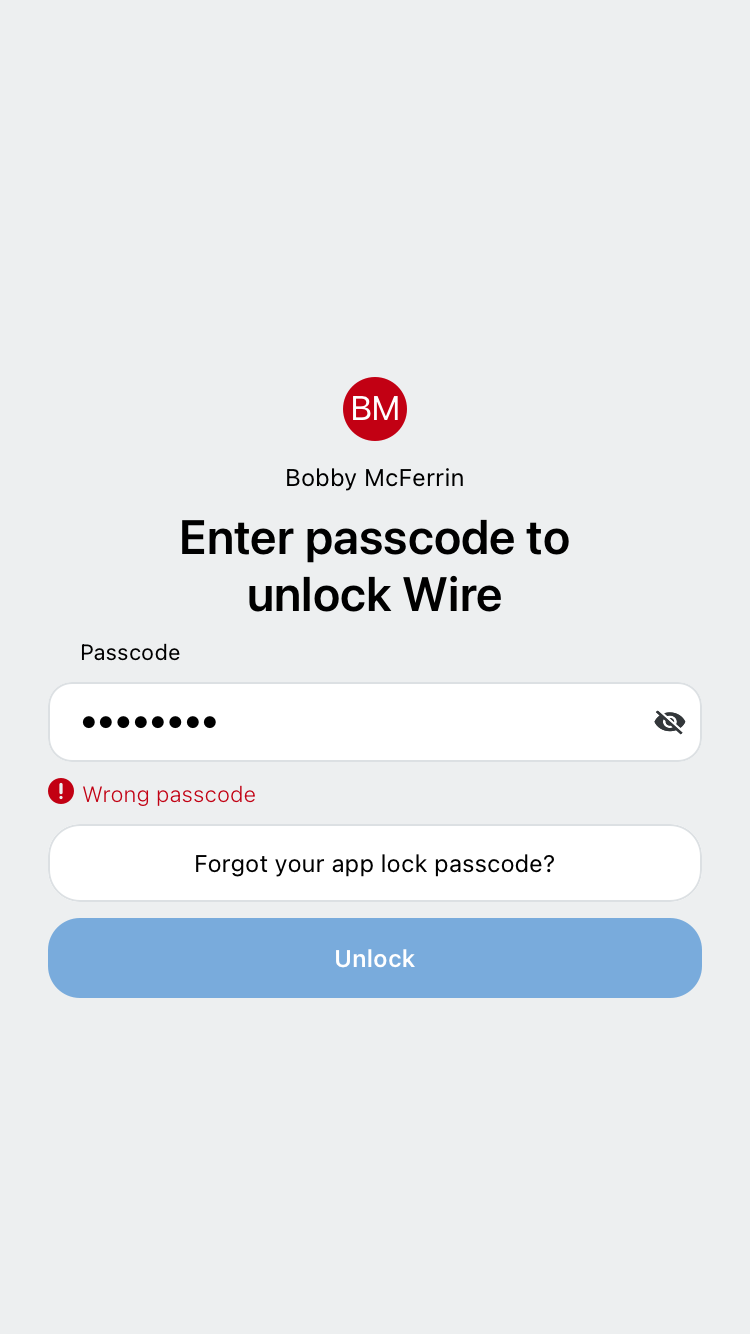 BM
Bobby McFerrin
Enter passcode to
unlock Wire
Passcode
••••••••
Wrong passcode
Forgot your app lock passcode?
Unlock